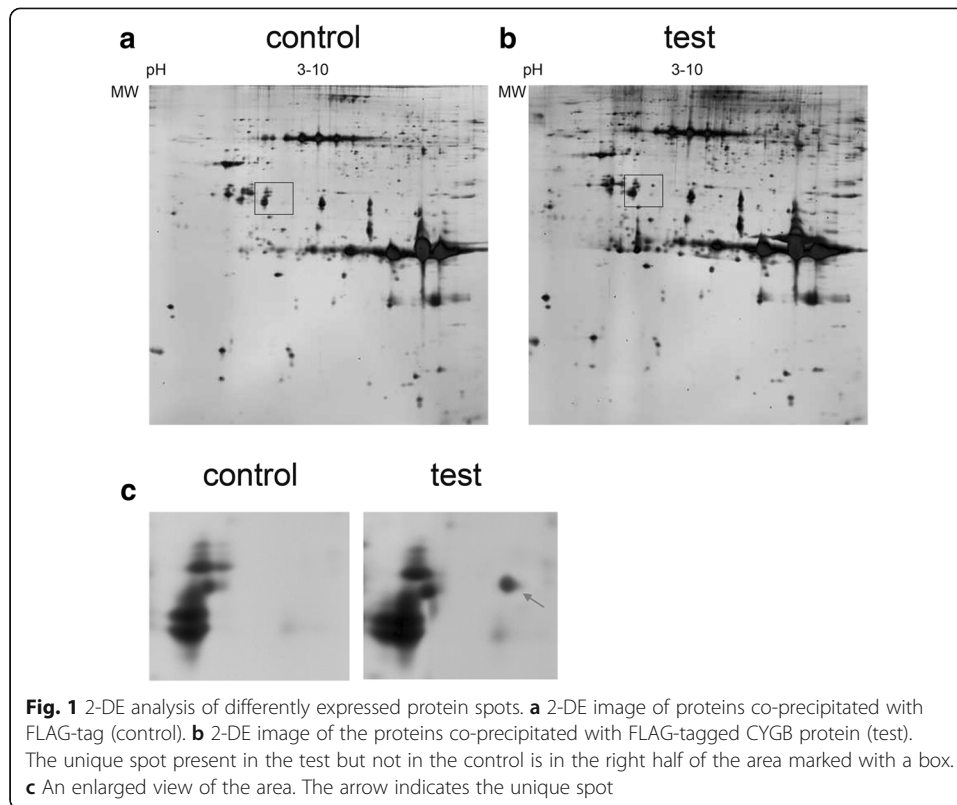 a control b test
pH 3-10 pH 3-10
MW MW
c control test
Fig. 1 2-DE analysis of differently expressed protein spots. a 2-DE image of proteins co-precipitated with
FLAG-tag (control). b 2-DE image of the proteins co-precipitated with FLAG-tagged CYGB protein (test).
The unique spot present in the test but not in the control is in the right half of the area marked with a box.
c An enlarged view of the area. The arrow indicates the unique spot